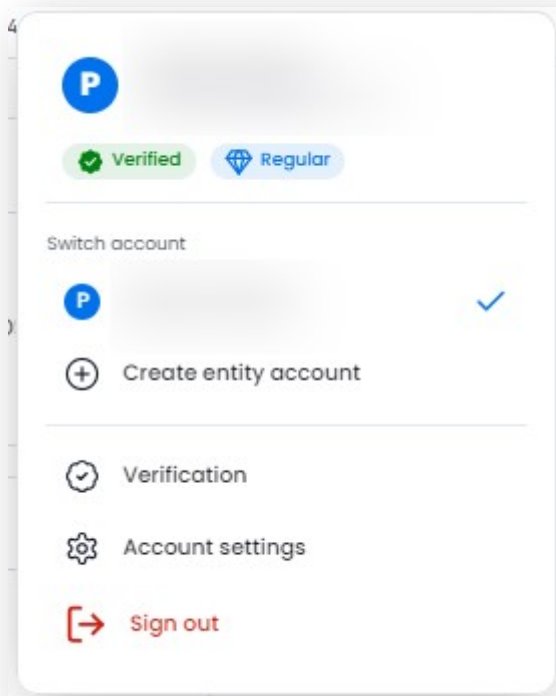 P
Verified
Regular
Switch account
P
Create entity account
Verification
Account settings
Sign out